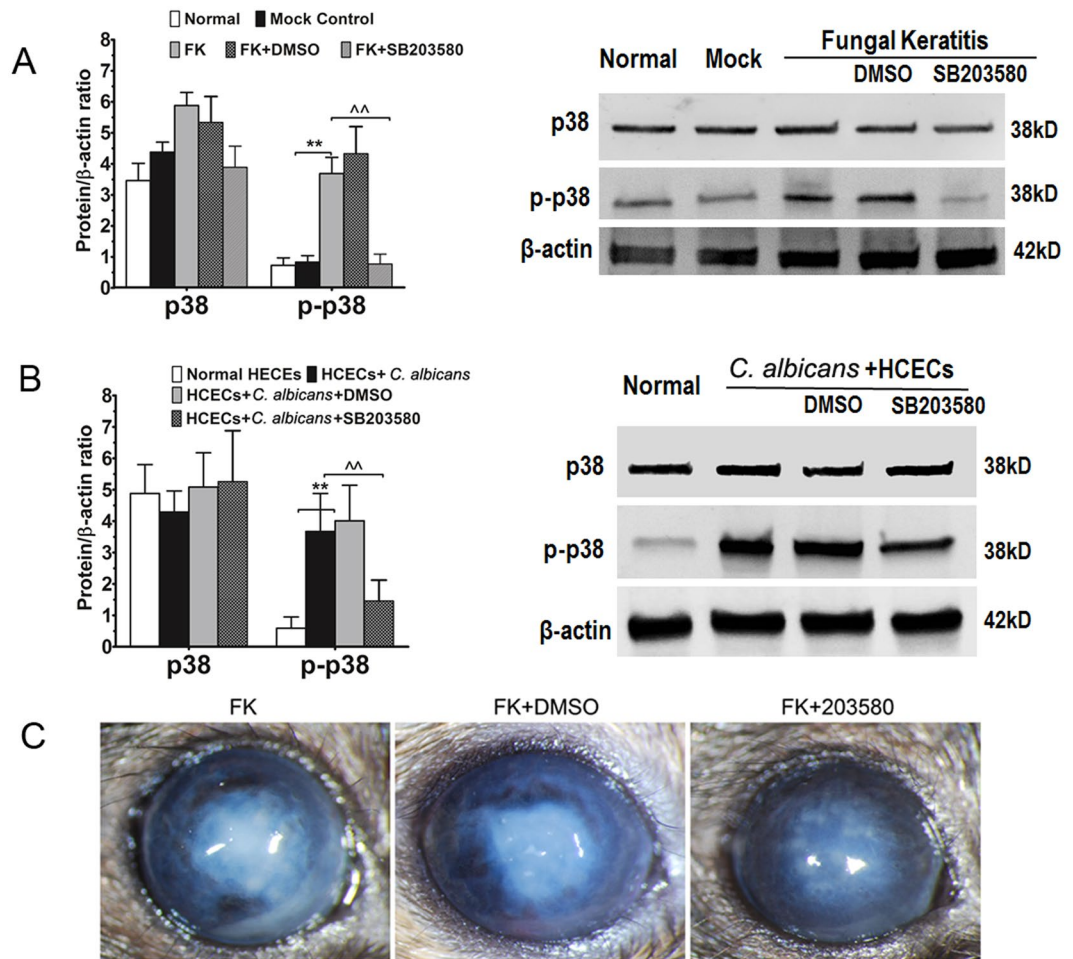 A
Normal Mock Control
FK FK+DMSO FK+SB203580
Protein/β-actin ratio
8
7
6
5
4
3
2
1
0
** ^^
p38 p-p38
Fungal Keratitis
Normal Mock DMSO SB203580
p38 38kD
p-p38 38kD
β-actin 42kD
B
Normal HECEs HCECs+ C. albicans
HCECs+C. albicans+DMSO
HCECs+C. albicans+SB203580
Protein/β-actin ratio
8
7
6
5
4
3
2
1
0
** ^^
p38 p-p38
C. albicans +HCECs
Normal DMSO SB203580
p38 38kD
p-p38 38kD
β-actin 42kD
C
FK FK+DMSO FK+203580